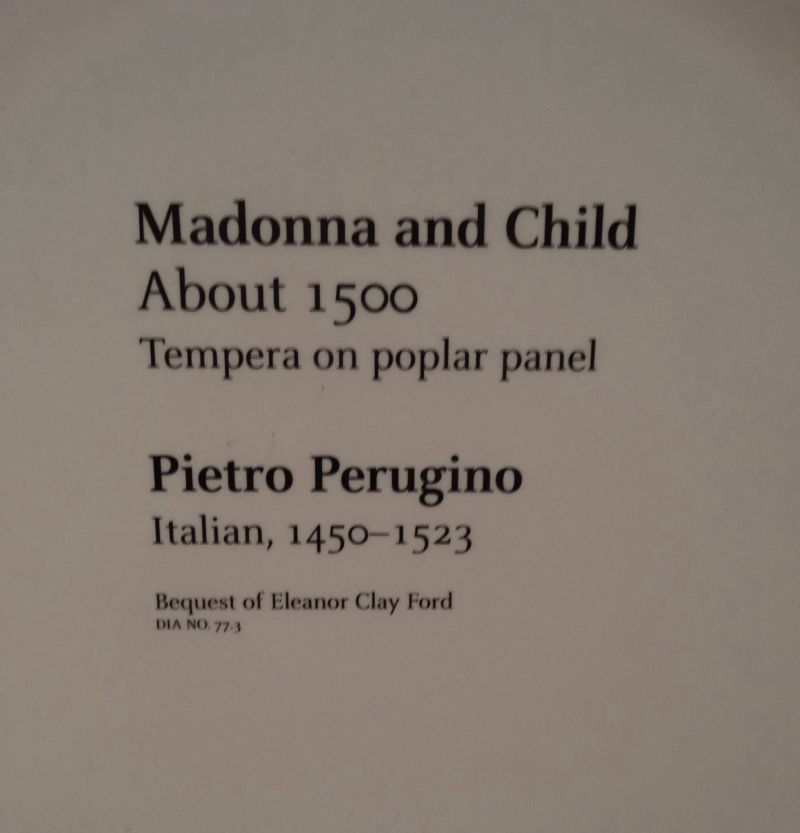 Madonna and Child
About 1500
Tempera on poplar panel
Pietro Perugino
Italian, 1450–1523
Bequest of Eleanor Clay Ford
DIA NO. 77.3